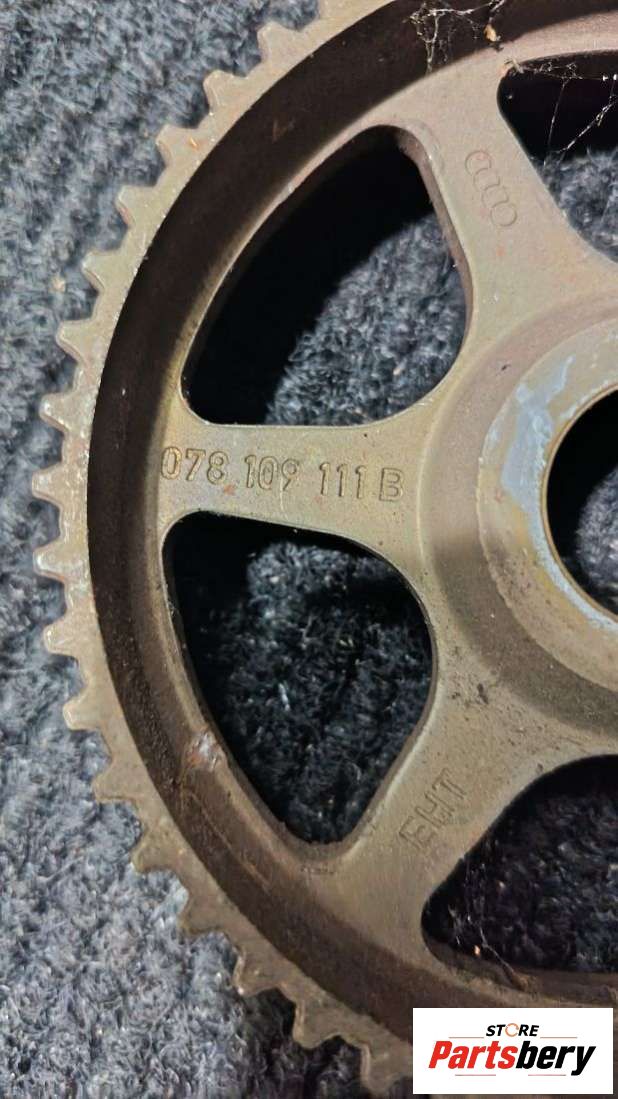 078 109 111 B
EHT
STORE
Partsbery